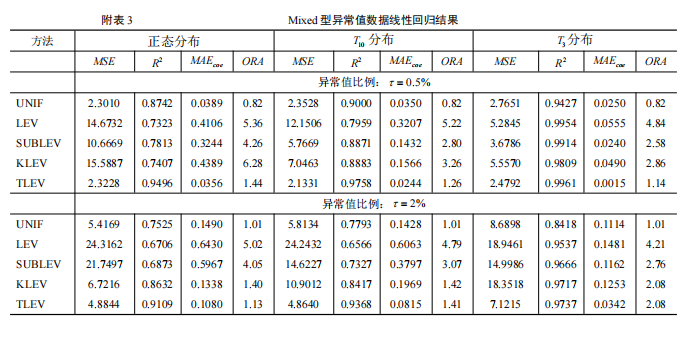 附表 3 Mixed 型异常值数据线性回归结果
方法 正态分布 T10 分布 T3 分布
MSE R² MAEcoe ORA MSE R² MAEcoe ORA MSE R² MAEcoe ORA
异常值比例：τ = 0.5%
UNIF 2.3010 0.8742 0.0389 0.82 2.3528 0.9000 0.0350 0.82 2.7651 0.9427 0.0250 0.82
LEV 14.6732 0.7323 0.4106 5.36 12.1506 0.7959 0.3207 5.22 5.2845 0.9954 0.0555 4.84
SUBLEV 10.6669 0.7813 0.3244 4.26 5.7669 0.8871 0.1432 2.80 3.6786 0.9914 0.0240 2.58
KLEV 15.5887 0.7407 0.4389 6.28 7.0463 0.8883 0.1566 3.26 5.5570 0.9809 0.0490 2.86
TLEV 2.3228 0.9496 0.0356 1.44 2.1331 0.9758 0.0244 1.26 2.4792 0.9961 0.0015 1.14
异常值比例：τ = 2%
UNIF 5.4169 0.7525 0.1490 1.01 5.8134 0.7793 0.1428 1.01 8.6898 0.8418 0.1114 1.01
LEV 24.3162 0.6706 0.6430 5.02 24.2432 0.6566 0.6063 4.79 18.9461 0.9537 0.1481 4.21
SUBLEV 21.7497 0.6873 0.5967 4.05 14.6227 0.7327 0.3797 3.07 14.9986 0.9666 0.1162 2.76
KLEV 6.7216 0.8632 0.1338 1.40 10.9012 0.8417 0.1969 1.42 18.3518 0.9717 0.1253 2.08
TLEV 4.8844 0.9109 0.1080 1.13 4.8640 0.9368 0.0815 1.41 7.1215 0.9737 0.0342 2.08